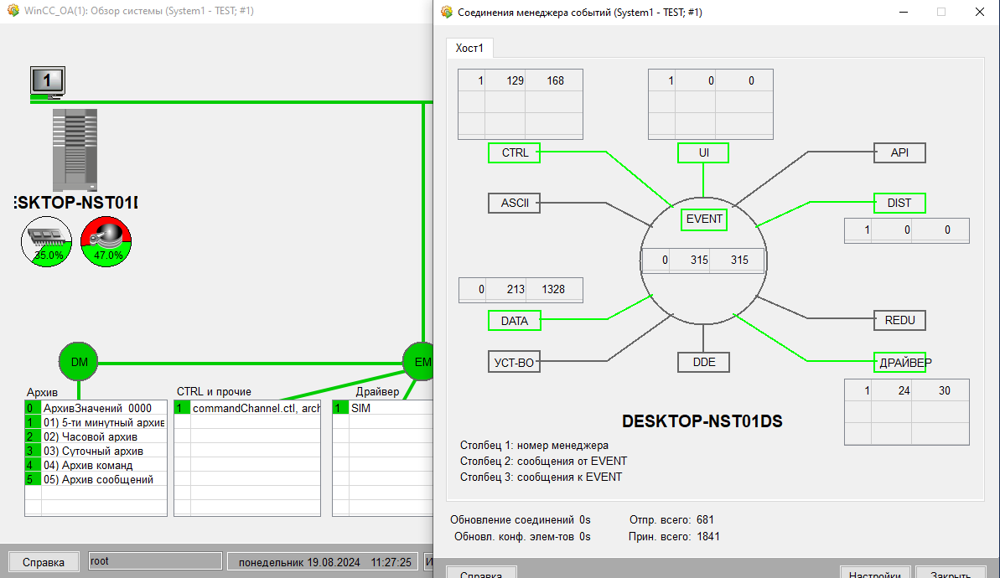 WinCC_OA(1): Обзор системы (System1 - TEST; #1)
1
ESKTOP-NST01D
35.0%
47.0%
DM
EM
Архив
0 АрхивЗначений 0000
1 01) 5-ти минутный архив
2 02) Часовой архив
3 03) Суточный архив
4 04) Архив команд
5 05) Архив сообщений
CTRL и прочие
1 commandChannel.ctl, arch
Драйвер
1 SIM
Справка
root
понедельник 19.08.2024 11:27:25
Соединения менеджера событий (System1 - TEST; #1)
Хост1
1 129 168
1 0 0
CTRL
UI
API
ASCII
EVENT
DIST
1 0 0
0 315 315
0 213 1328
DATA
REDU
УСТ-ВО
DDE
ДРАЙВЕР
1 24 30
DESKTOP-NST01DS
Столбец 1: номер менеджера
Столбец 2: сообщения от EVENT
Столбец 3: сообщения к EVENT
Обновление соединений 0s
Отпр. всего: 681
Обновл. конф. элем-тов 0s
Прин. всего: 1841
Справка
Настройки
Закрыть